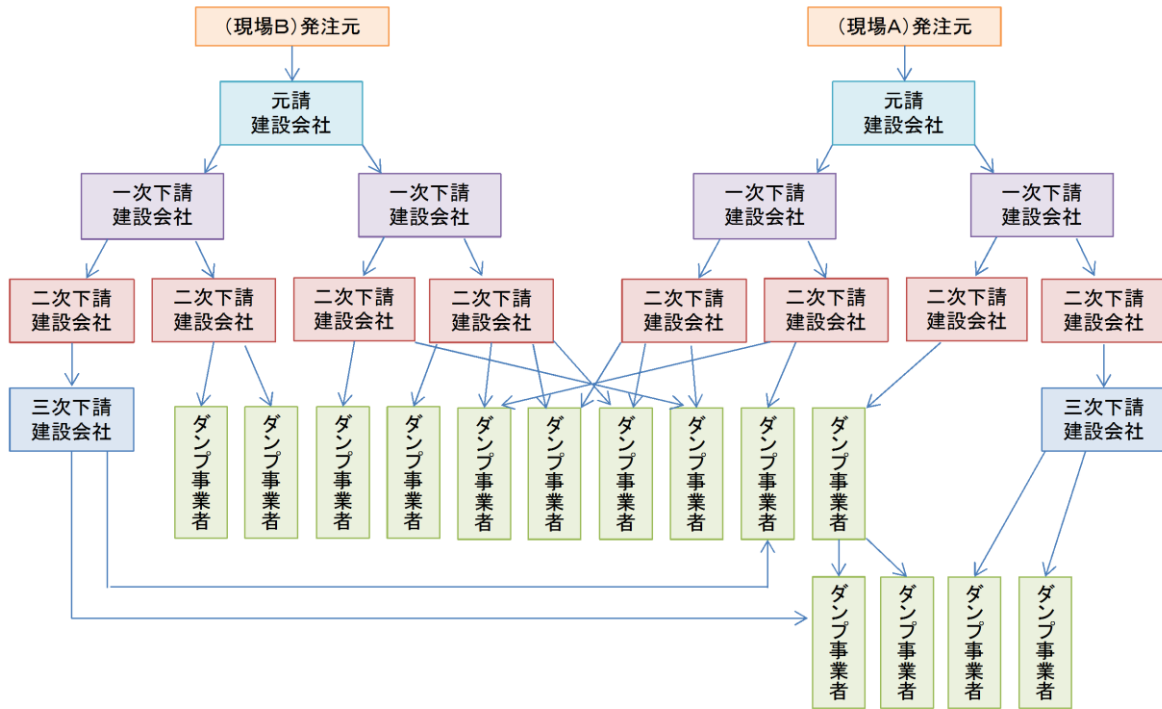 (現場B)発注元
(現場A)発注元
元請
建設会社
元請
建設会社
一次下請
建設会社
一次下請
建設会社
一次下請
建設会社
一次下請
建設会社
二次下請
建設会社
二次下請
建設会社
二次下請
建設会社
二次下請
建設会社
二次下請
建設会社
二次下請
建設会社
二次下請
建設会社
二次下請
建設会社
三次下請
建設会社
ダンプ事業者
ダンプ事業者
ダンプ事業者
ダンプ事業者
ダンプ事業者
ダンプ事業者
ダンプ事業者
ダンプ事業者
ダンプ事業者
ダンプ事業者
三次下請
建設会社
ダンプ事業者
ダンプ事業者
ダンプ事業者
ダンプ事業者